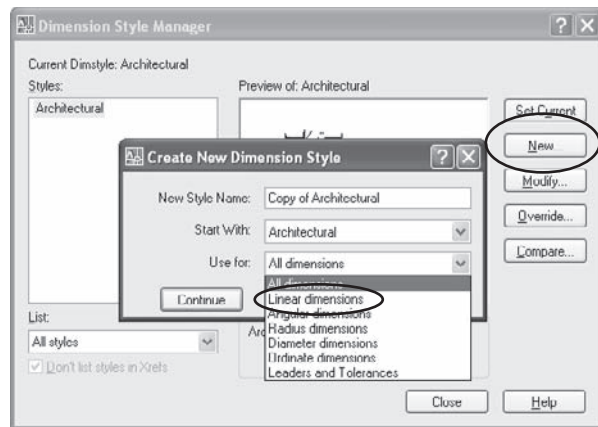 Dimension Style Manager
Current Dimstyle: Architectural
Styles:
Preview of: Architectural
Architectural
Set Current
New...
Modify...
Override...
Compare...
Create New Dimension Style
New Style Name:
Copy of Architectural
Start With:
Architectural
Use for:
All dimensions
All dimensions
Linear dimensions
Angular dimensions
Radius dimensions
Diameter dimensions
Ordinate dimensions
Leaders and Tolerances
Continue
List:
All styles
Don't list styles in Xrefs
Close
Help